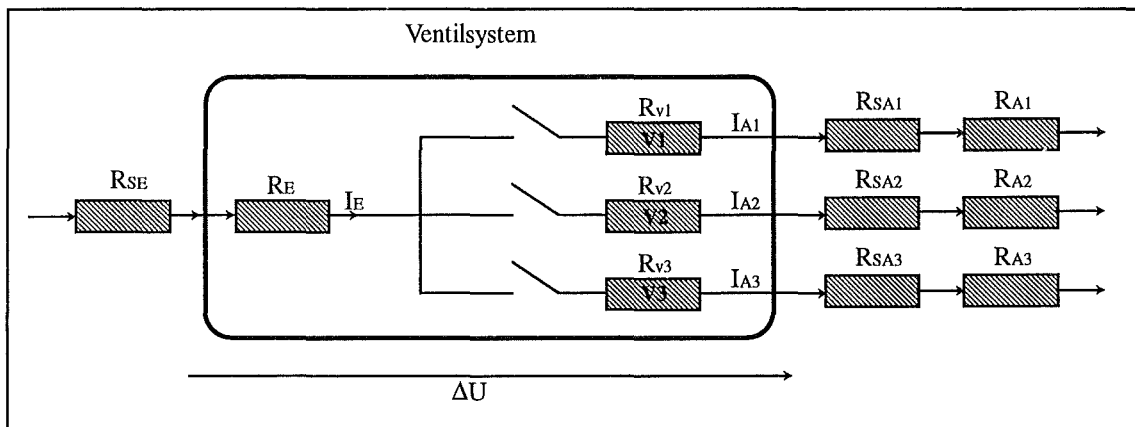 Ventilsystem
Rv1
V1
IA1
RSA1
RA1
RSE
RE
IE
Rv2
V2
IA2
RSA2
RA2
Rv3
V3
IA3
RSA3
RA3
ΔU